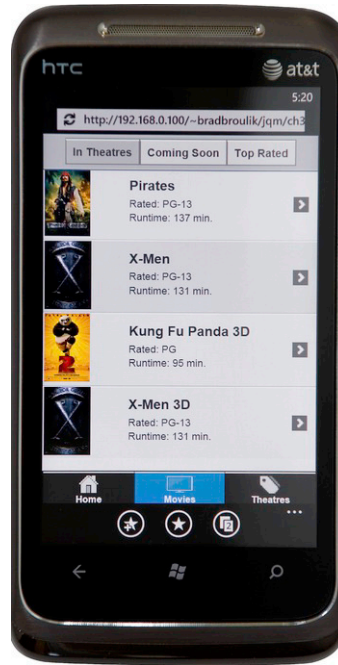 hTC
at&t
5:20
http://192.168.0.100/~bradbroulik/jqm/ch3
In Theatres Coming Soon Top Rated
Pirates
Rated: PG-13
Runtime: 137 min.
X-Men
Rated: PG-13
Runtime: 131 min.
Kung Fu Panda 3D
Rated: PG
Runtime: 95 min.
2
X-Men 3D
Rated: PG-13
Runtime: 131 min.
Home Movies Theatres
2